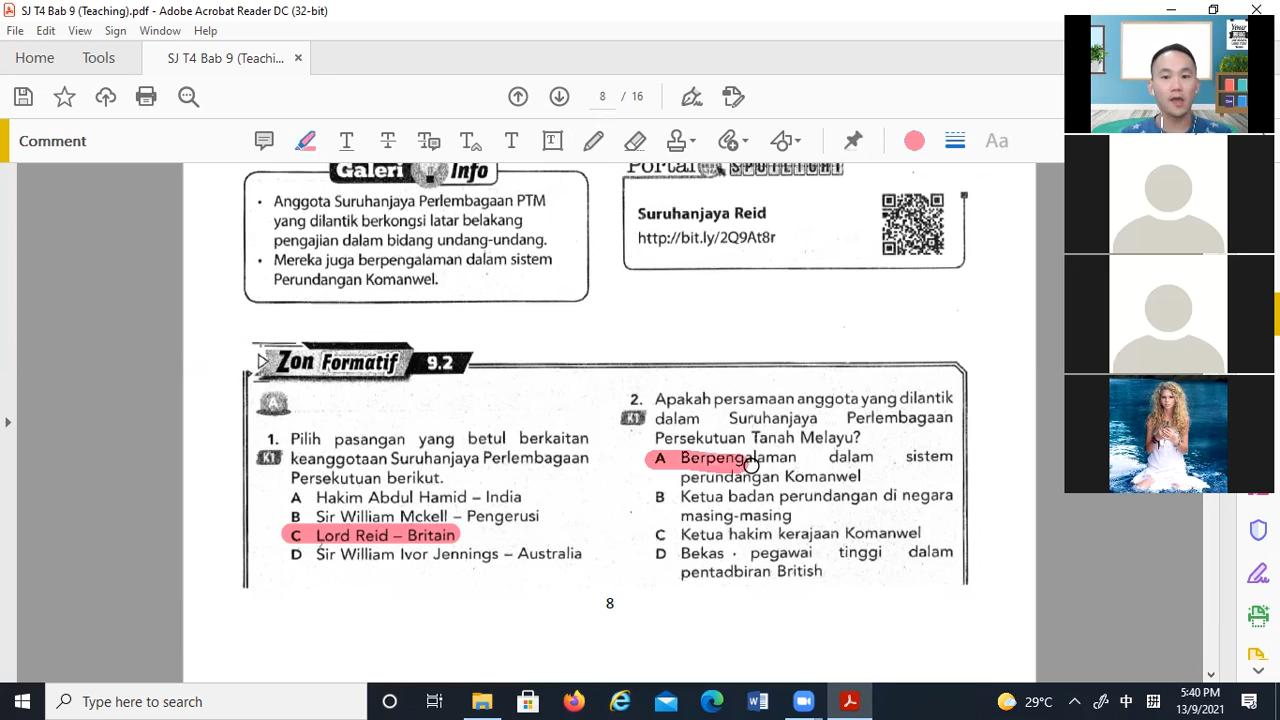 SJ T4 Bab 9 (Teaching).pdf - Adobe Acrobat Reader DC (32-bit)
File Edit View Sign Window Help
Home Tools SJ T4 Bab 9 (Teachi...
8 / 16
Comment
Aa
Galeri Info
• Anggota Suruhanjaya Perlembagaan PTM
yang dilantik berkongsi latar belakang
pengajian dalam bidang undang-undang.
• Mereka juga berpengalaman dalam sistem
Perundangan Komanwel.
Portal SPOTLIGHT
Suruhanjaya Reid
http://bit.ly/2Q9At8r
Zon Formatif 9.2
A
1. Pilih pasangan yang betul berkaitan
K1 keanggotaan Suruhanjaya Perlembagaan
Persekutuan berikut.
A Hakim Abdul Hamid – India
B Sir William Mckell – Pengerusi
C Lord Reid – Britain
D Sir William Ivor Jennings – Australia
2. Apakah persamaan anggota yang dilantik
K1 dalam Suruhanjaya Perlembagaan
Persekutuan Tanah Melayu?
A Berpengalaman dalam sistem
perundangan Komanwel
B Ketua badan perundangan di negara
masing-masing
C Ketua hakim kerajaan Komanwel
D Bekas pegawai tinggi dalam
pentadbiran British
8
Type here to search
29°C
中
拼
5:40 PM
13/9/2021